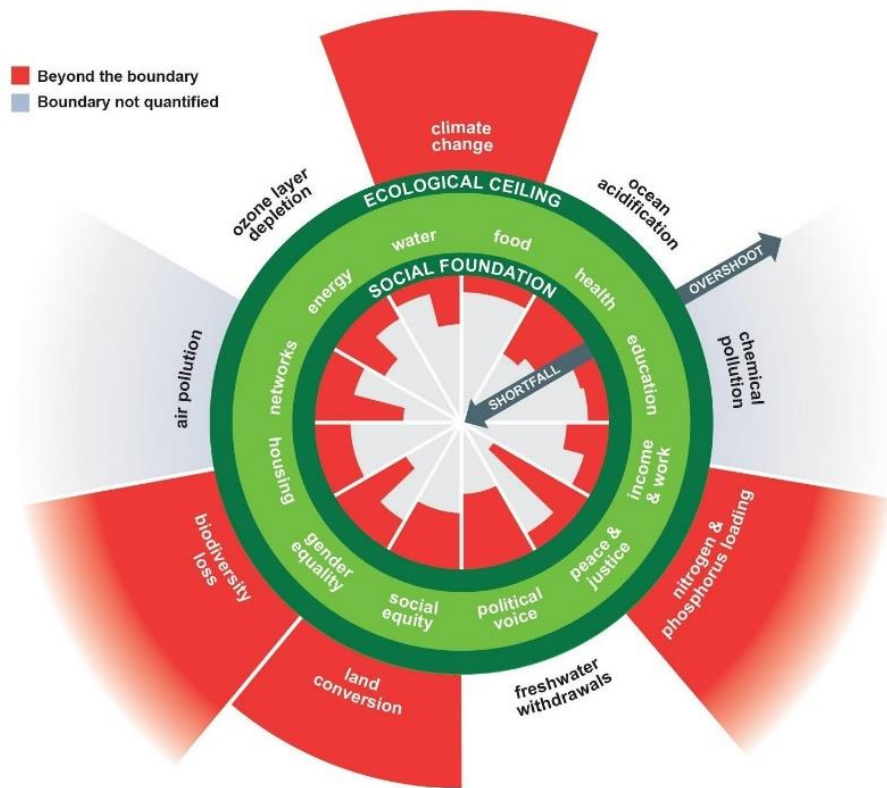 Beyond the boundary
Boundary not quantified
climate
change
ozone layer
depletion
ocean
acidification
ECOLOGICAL CEILING
OVERSHOOT
water
food
energy
health
SOCIAL FOUNDATION
SHORTFALL
networks
education
air pollution
chemical
pollution
housing
income
& work
biodiversity
loss
gender
equality
social
equity
political
voice
peace &
justice
nitrogen &
phosphorus loading
land
conversion
freshwater
withdrawals